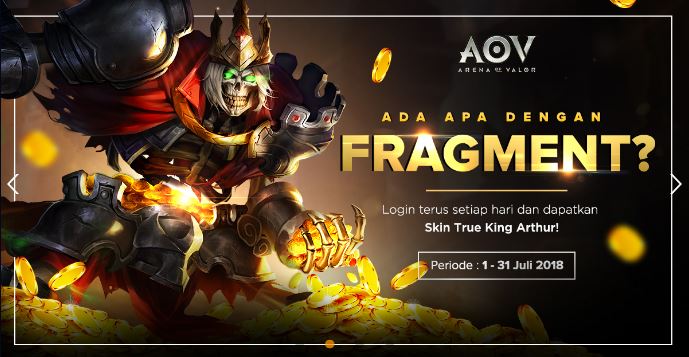 AOV
ARENA OF VALOR
ADA APA DENGAN
FRAGMENT?
Login terus setiap hari dan dapatkan
Skin True King Arthur!
Periode : 1 - 31 Juli 2018